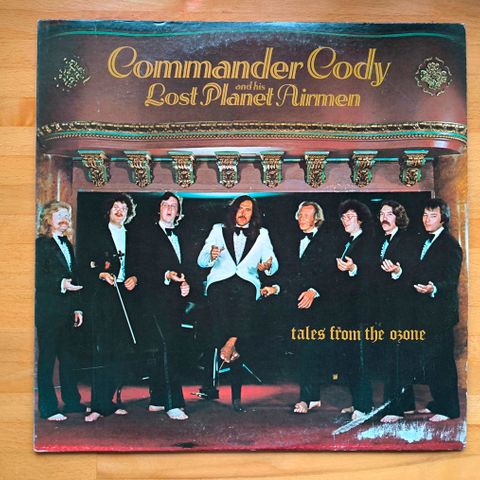 Commander Cody
and his
Lost Planet Airmen
tales from the ozone